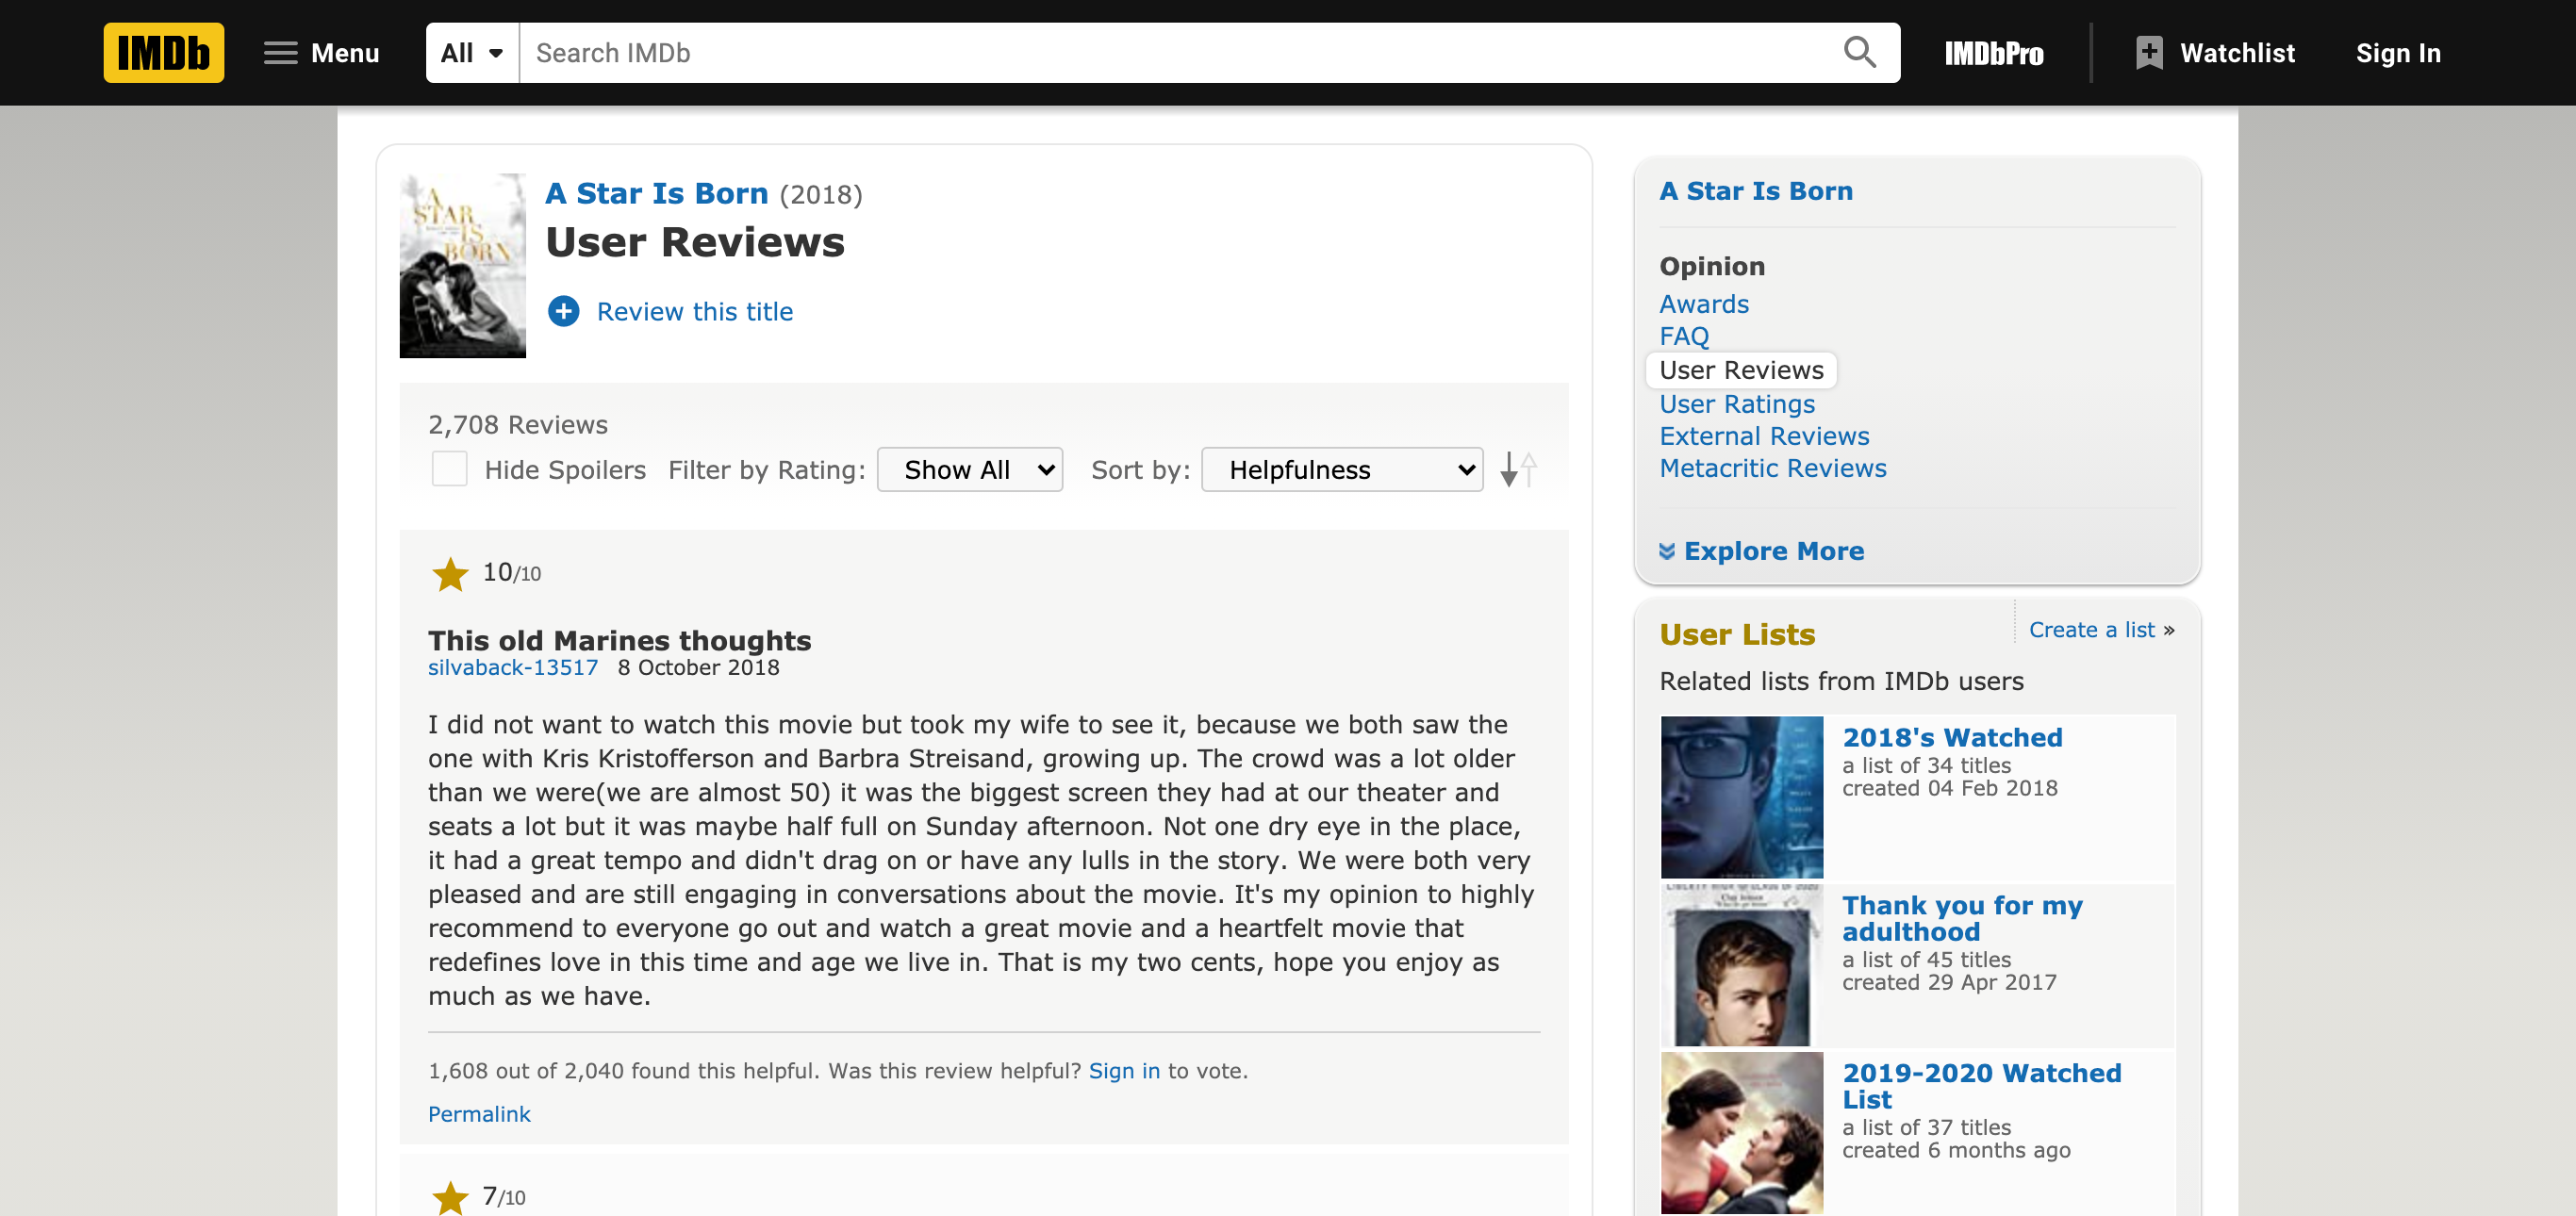 IMDb
Menu
All
Search IMDb
IMDbPro
Watchlist
Sign In
A
STAR
IS
BORN
A Star Is Born (2018)
User Reviews
Review this title
2,708 Reviews
Hide Spoilers
Filter by Rating:
Show All
Sort by:
Helpfulness
10/10
This old Marines thoughts
silvaback-13517 8 October 2018
I did not want to watch this movie but took my wife to see it, because we both saw the
one with Kris Kristofferson and Barbra Streisand, growing up. The crowd was a lot older
than we were(we are almost 50) it was the biggest screen they had at our theater and
seats a lot but it was maybe half full on Sunday afternoon. Not one dry eye in the place,
it had a great tempo and didn't drag on or have any lulls in the story. We were both very
pleased and are still engaging in conversations about the movie. It's my opinion to highly
recommend to everyone go out and watch a great movie and a heartfelt movie that
redefines love in this time and age we live in. That is my two cents, hope you enjoy as
much as we have.
1,608 out of 2,040 found this helpful. Was this review helpful? Sign in to vote.
Permalink
7/10
A Star Is Born
Opinion
Awards
FAQ
User Reviews
User Ratings
External Reviews
Metacritic Reviews
Explore More
User Lists
Create a list »
Related lists from IMDb users
2018's Watched
a list of 34 titles
created 04 Feb 2018
Thank you for my
adulthood
a list of 45 titles
created 29 Apr 2017
2019-2020 Watched
List
a list of 37 titles
created 6 months ago